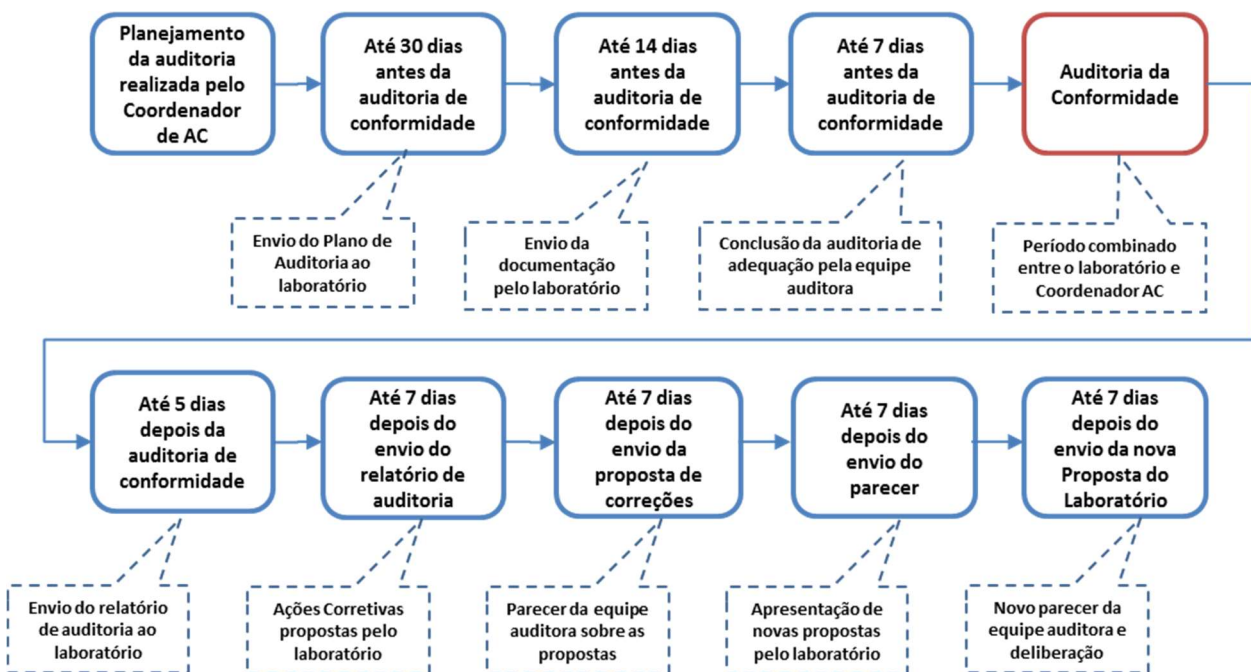 Planejamento
da auditoria
realizada pelo
Coordenador
de AC
Até 30 dias
antes da
auditoria de
conformidade
Até 14 dias
antes da
auditoria de
conformidade
Até 7 dias
antes da
auditoria de
conformidade
Auditoria da
Conformidade
Envio do Plano de
Auditoria ao
laboratório
Envio da
documentação
pelo laboratório
Conclusão da auditoria de
adequação pela equipe
auditora
Período combinado
entre o laboratório e
Coordenador AC
Até 5 dias
depois da
auditoria de
conformidade
Até 7 dias
depois do
envio do
relatório de
auditoria
Até 7 dias
depois do
envio da
proposta de
correções
Até 7 dias
depois do
envio do
parecer
Até 7 dias
depois do
envio da nova
Proposta do
Laboratório
Envio do relatório
de auditoria ao
laboratório
Ações Corretivas
propostas pelo
laboratório
Parecer da equipe
auditora sobre as
propostas
Apresentação de
novas propostas
pelo laboratório
Novo parecer da
equipe auditora e
deliberação